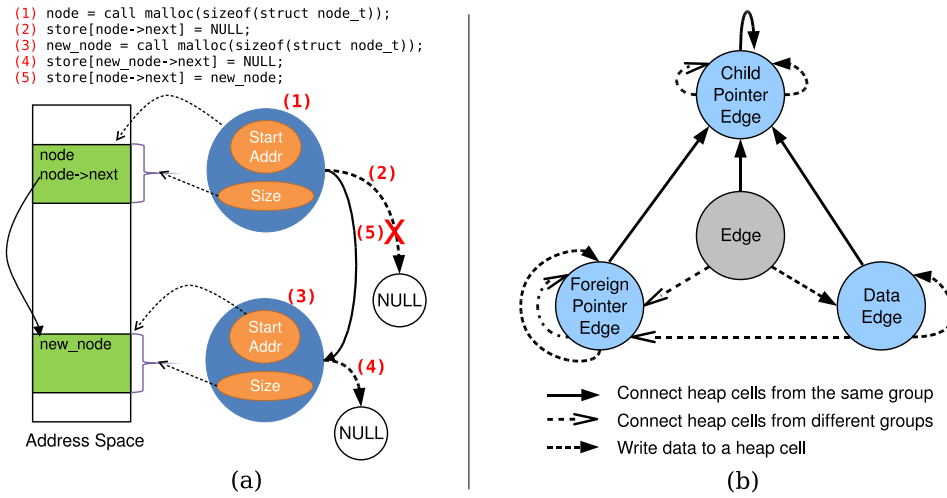 (1) node = call malloc(sizeof(struct node_t));
(2) store[node->next] = NULL;
(3) new_node = call malloc(sizeof(struct node_t));
(4) store[new_node->next] = NULL;
(5) store[node->next] = new_node;
(1)
Start
Addr
Size
node
node->next
(2)
(5)
X
NULL
(3)
Start
Addr
Size
new_node
(4)
NULL
Address Space
(a)
Child
Pointer
Edge
Edge
Foreign
Pointer
Edge
Data
Edge
Connect heap cells from the same group
Connect heap cells from different groups
Write data to a heap cell
(b)